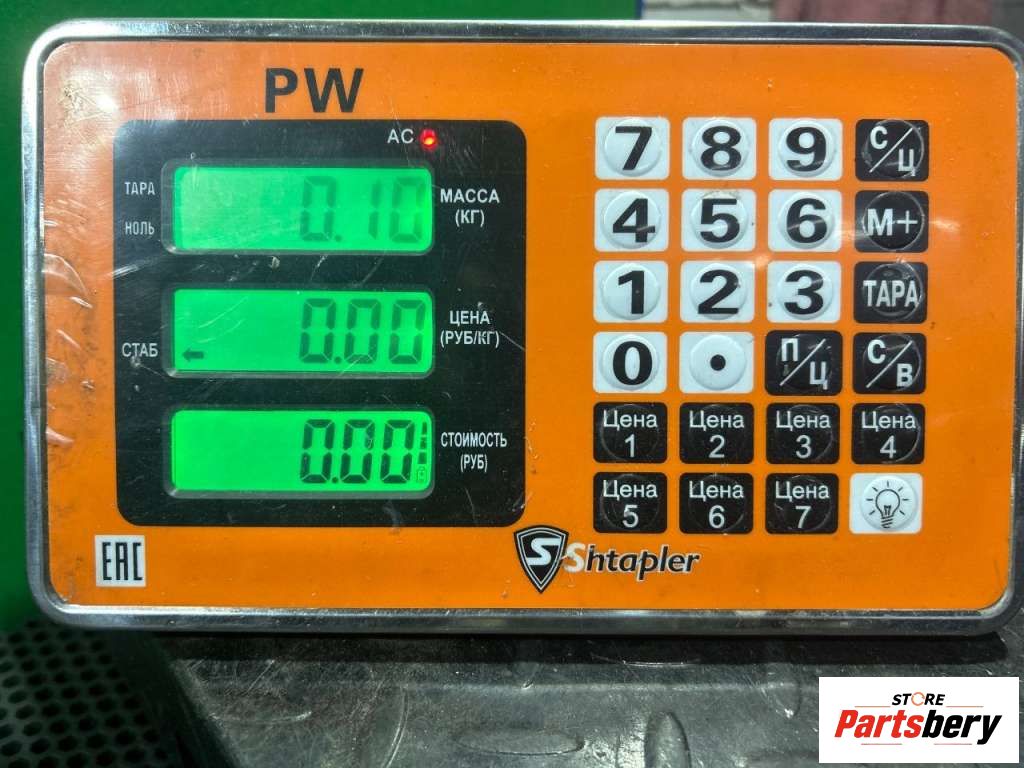 PW
AC
ТАРА
НОЛЬ
0.10
МАССА
(КГ)
СТАБ
0.00
ЦЕНА
(РУБ/КГ)
0.00
СТОИМОСТЬ
(РУБ)
7 8 9 С/Ц
4 5 6 М+
1 2 3 ТАРА
0 . П/Ц С/В
Цена 1
Цена 2
Цена 3
Цена 4
Цена 5
Цена 6
Цена 7
EAC
S Shtapler
STORE
Partsbery